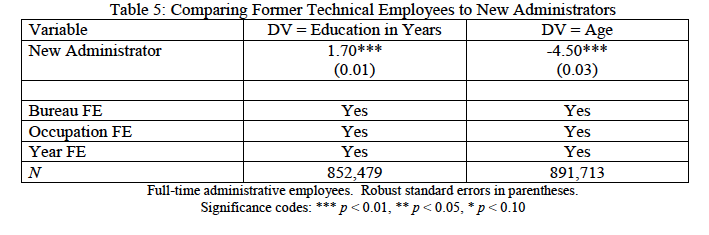 Table 5: Comparing Former Technical Employees to New Administrators
Variable DV = Education in Years DV = Age
New Administrator 1.70*** -4.50***
(0.01) (0.03)
Bureau FE Yes Yes
Occupation FE Yes Yes
Year FE Yes Yes
N 852,479 891,713
Full-time administrative employees. Robust standard errors in parentheses.
Significance codes: *** p < 0.01, ** p < 0.05, * p < 0.10